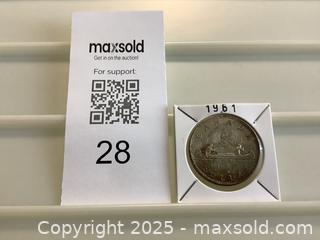 maxsold
Get in on the auction!
For support:
28
1961
Copyright 2025 - maxsold.com